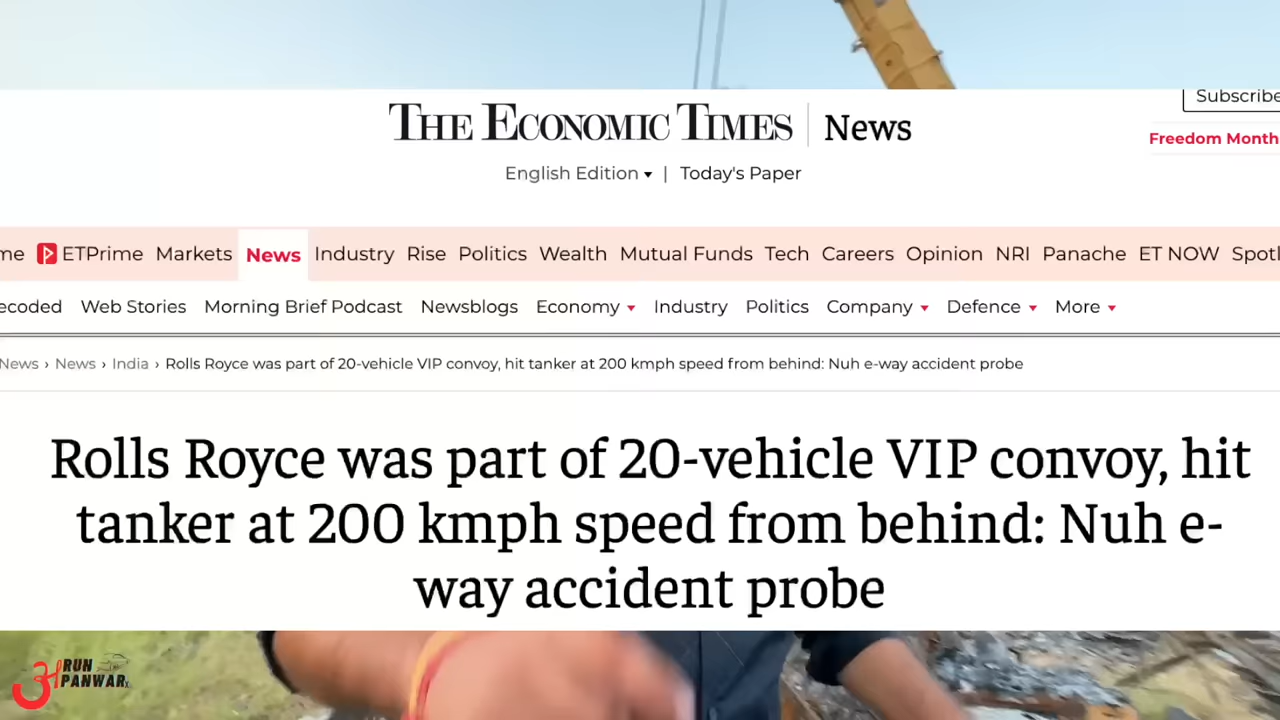 THE ECONOMIC TIMES | News
Subscribe
Freedom Month
English Edition | Today's Paper
me ETPrime Markets News Industry Rise Politics Wealth Mutual Funds Tech Careers Opinion NRI Panache ET NOW Spotl
ecoded Web Stories Morning Brief Podcast Newsblogs Economy Industry Politics Company Defence More
News › News › India › Rolls Royce was part of 20-vehicle VIP convoy, hit tanker at 200 kmph speed from behind: Nuh e-way accident probe
Rolls Royce was part of 20-vehicle VIP convoy, hit
tanker at 200 kmph speed from behind: Nuh e-
way accident probe
अRUN
PANWAR